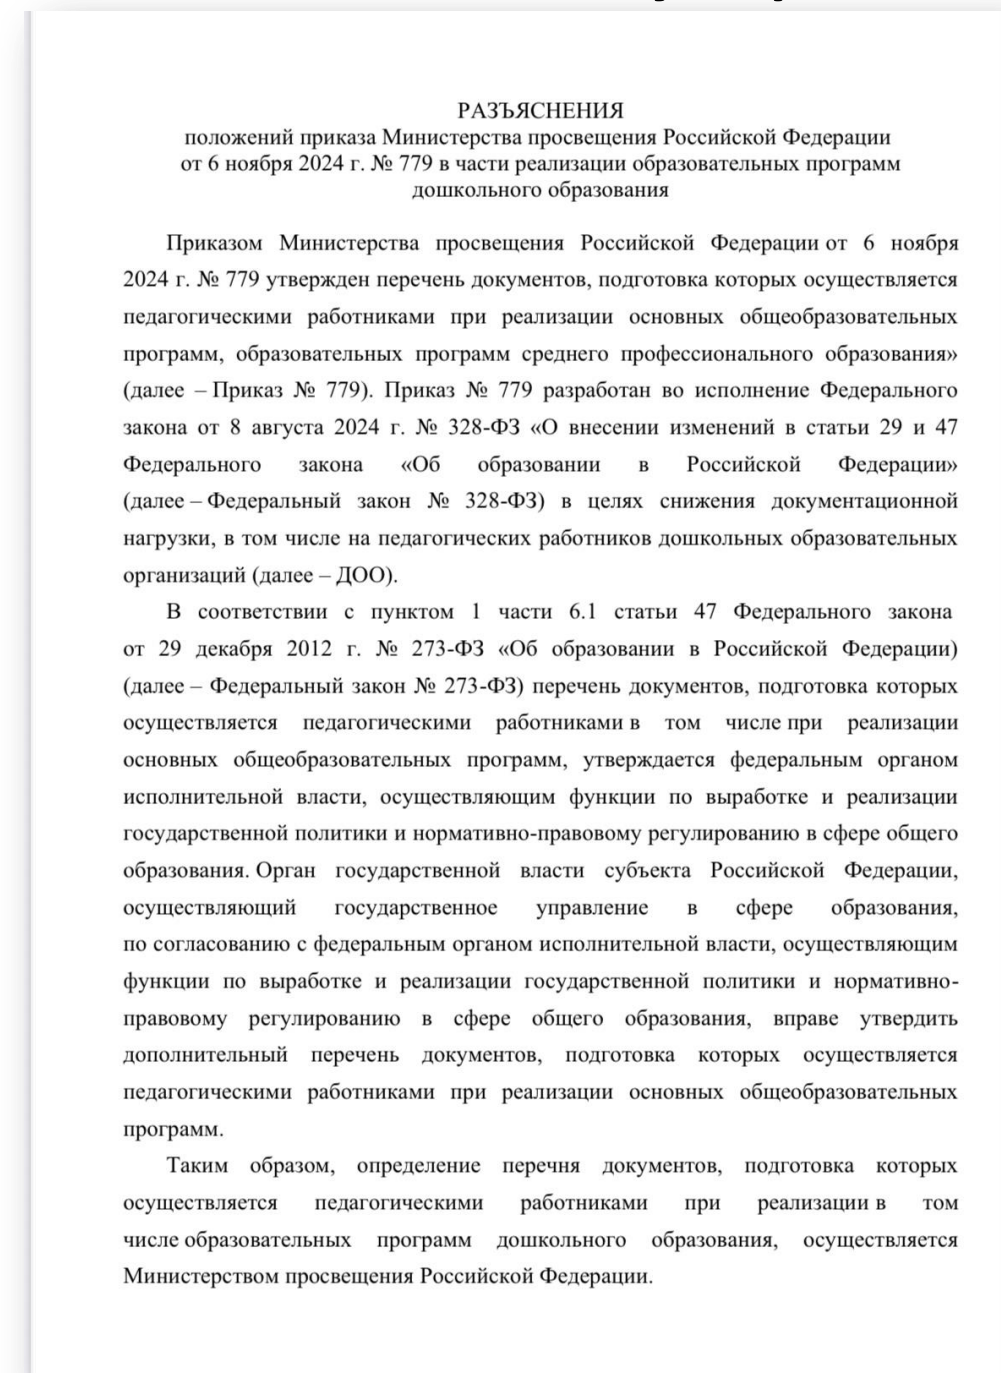 РАЗЪЯСНЕНИЯ
положений приказа Министерства просвещения Российской Федерации
от 6 ноября 2024 г. № 779 в части реализации образовательных программ
дошкольного образования
Приказом Министерства просвещения Российской Федерации от 6 ноября
2024 г. № 779 утвержден перечень документов, подготовка которых осуществляется
педагогическими работниками при реализации основных общеобразовательных
программ, образовательных программ среднего профессионального образования»
(далее – Приказ № 779). Приказ № 779 разработан во исполнение Федерального
закона от 8 августа 2024 г. № 328-ФЗ «О внесении изменений в статьи 29 и 47
Федерального закона «Об образовании в Российской Федерации»
(далее – Федеральный закон № 328-ФЗ) в целях снижения документационной
нагрузки, в том числе на педагогических работников дошкольных образовательных
организаций (далее – ДОО).
В соответствии с пунктом 1 части 6.1 статьи 47 Федерального закона
от 29 декабря 2012 г. № 273-ФЗ «Об образовании в Российской Федерации)
(далее – Федеральный закон № 273-ФЗ) перечень документов, подготовка которых
осуществляется педагогическими работниками в том числе при реализации
основных общеобразовательных программ, утверждается федеральным органом
исполнительной власти, осуществляющим функции по выработке и реализации
государственной политики и нормативно-правовому регулированию в сфере общего
образования. Орган государственной власти субъекта Российской Федерации,
осуществляющий государственное управление в сфере образования,
по согласованию с федеральным органом исполнительной власти, осуществляющим
функции по выработке и реализации государственной политики и нормативно-
правовому регулированию в сфере общего образования, вправе утвердить
дополнительный перечень документов, подготовка которых осуществляется
педагогическими работниками при реализации основных общеобразовательных
программ.
Таким образом, определение перечня документов, подготовка которых
осуществляется педагогическими работниками при реализации в том
числе образовательных программ дошкольного образования, осуществляется
Министерством просвещения Российской Федерации.